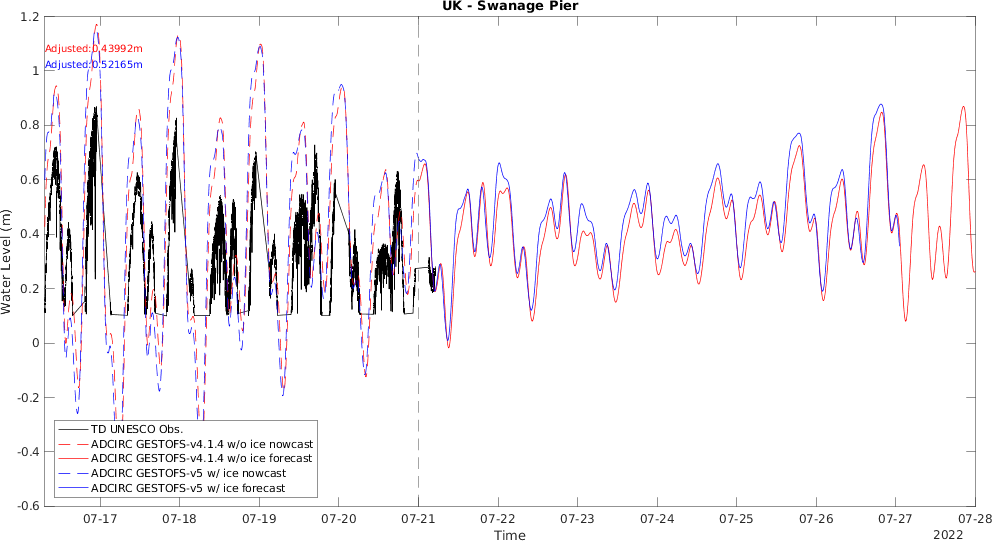 UK - Swanage Pier
1.2
1
0.8
0.6
0.4
0.2
0
-0.2
-0.4
-0.6
Water Level (m)
Adjusted:0.43992m
Adjusted:0.52165m
TD UNESCO Obs.
ADCIRC GESTOFS-v4.1.4 w/o ice nowcast
ADCIRC GESTOFS-v4.1.4 w/o ice forecast
ADCIRC GESTOFS-v5 w/ ice nowcast
ADCIRC GESTOFS-v5 w/ ice forecast
07-17 07-18 07-19 07-20 07-21 07-22 07-23 07-24 07-25 07-26 07-27 07-28
Time
2022